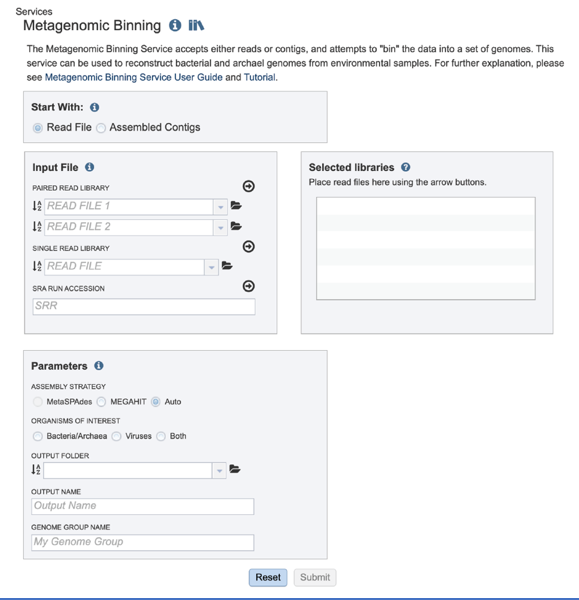 Services
Metagenomic Binning
The Metagenomic Binning Service accepts either reads or contigs, and attempts to "bin" the data into a set of genomes. This
service can be used to reconstruct bacterial and archael genomes from environmental samples. For further explanation, please
see Metagenomic Binning Service User Guide and Tutorial.
Start With:
Read File Assembled Contigs
Input File
PAIRED READ LIBRARY
READ FILE 1
READ FILE 2
SINGLE READ LIBRARY
READ FILE
SRA RUN ACCESSION
SRR
Selected libraries
Place read files here using the arrow buttons.
Parameters
ASSEMBLY STRATEGY
MetaSPAdes MEGAHIT Auto
ORGANISMS OF INTEREST
Bacteria/Archaea Viruses Both
OUTPUT FOLDER
OUTPUT NAME
Output Name
GENOME GROUP NAME
My Genome Group
Reset Submit